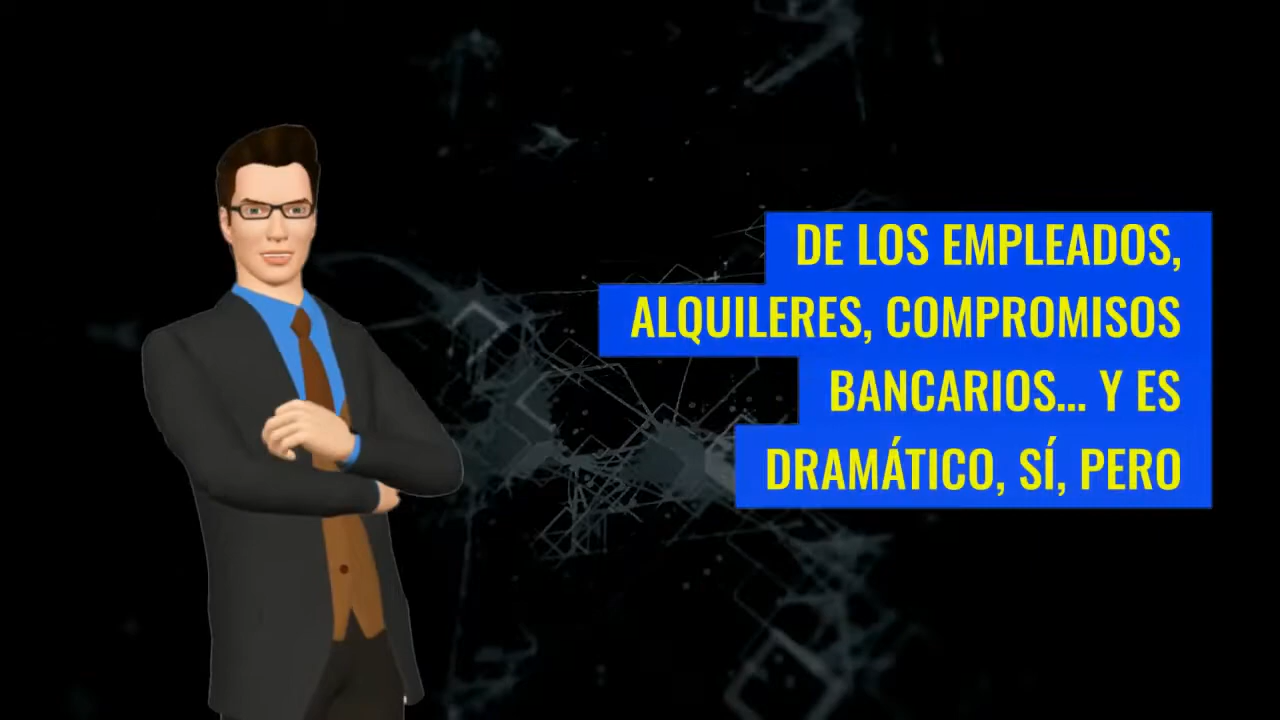 DE LOS EMPLEADOS,
ALQUILERES, COMPROMISOS
BANCARIOS... Y ES
DRAMÁTICO, SÍ, PERO